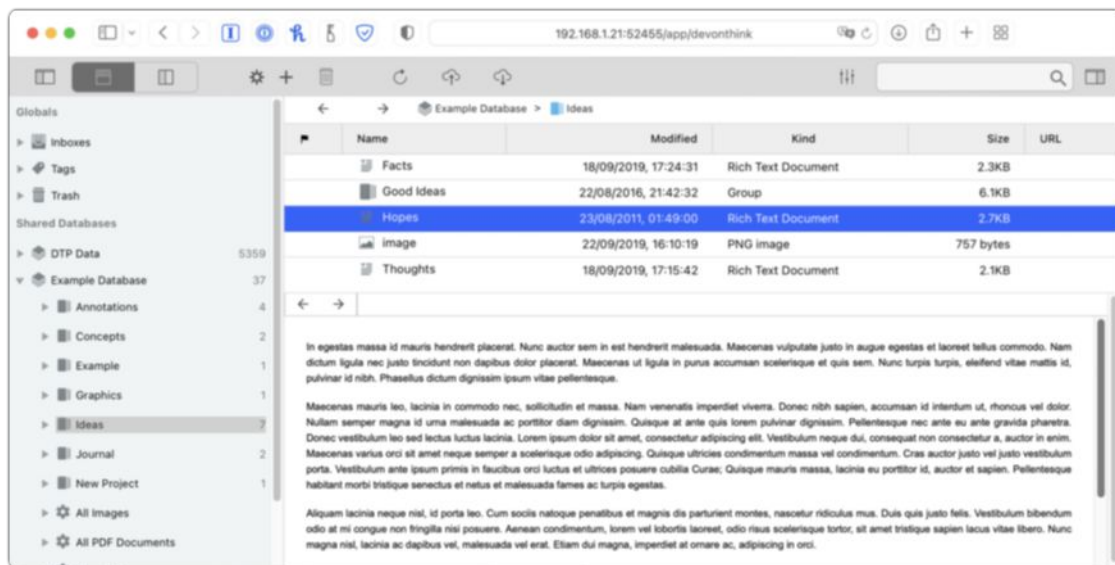 192.168.1.21:52455/app/devonthink
Globals
Inboxes
Tags
Trash
Shared Databases
DTP Data 5359
Example Database 37
Annotations 4
Concepts 2
Example 1
Graphics 1
Ideas 7
Journal 2
New Project 1
All Images
All PDF Documents
Example Database > Ideas
Name Modified Kind Size URL
Facts 18/09/2019, 17:24:31 Rich Text Document 2.3KB
Good Ideas 22/08/2016, 21:42:32 Group 6.1KB
Hopes 23/08/2011, 01:49:00 Rich Text Document 2.7KB
image 22/09/2019, 16:10:19 PNG image 757 bytes
Thoughts 18/09/2019, 17:15:42 Rich Text Document 2.1KB
In egestas massa id mauris hendrerit placerat. Nunc auctor sem in est hendrerit malesuada. Maecenas vulputate justo in augue egestas et laoreet tellus commodo. Nam
dictum ligula nec justo tincidunt non dapibus dolor placerat. Maecenas ut ligula in purus accumsan scelerisque et quis sem. Nunc turpis turpis, eleifend vitae mattis id,
pulvinar id nibh. Phasellus dictum dignissim ipsum vitae pellentesque.
Maecenas mauris leo, lacinia in commodo nec, sollicitudin et massa. Nam venenatis imperdiet viverra. Donec nibh sapien, accumsan id interdum ut, rhoncus vel dolor.
Nullam semper magna id urna malesuada ac porttitor diam dignissim. Quisque at ante quis lorem pulvinar dignissim. Pellentesque nec ante eu ante gravida pharetra.
Donec vestibulum leo sed lectus luctus lacinia. Lorem ipsum dolor sit amet, consectetur adipiscing elit. Vestibulum neque dui, consequat non consectetur a, auctor in enim.
Maecenas varius orci sit amet neque semper a scelerisque odio adipiscing. Quisque ultricies condimentum massa vel condimentum. Cras auctor justo vel justo vestibulum
porta. Vestibulum ante ipsum primis in faucibus orci luctus et ultrices posuere cubilia Curae; Quisque mauris massa, lacinia eu porttitor id, auctor et sapien. Pellentesque
habitant morbi tristique senectus et netus et malesuada fames ac turpis egestas.
Aliquam lacinia neque nisl, id porta leo. Cum sociis natoque penatibus et magnis dis parturient montes, nascetur ridiculus mus. Duis quis justo felis. Vestibulum bibendum
odio at mi congue non fringilla nisi posuere. Aenean condimentum, lorem vel lobortis laoreet, odio risus scelerisque tortor, sit amet tristique sapien lacus vitae libero. Nunc
magna nisl, lacinia ac dapibus vel, malesuada vel erat. Etiam dui magna, imperdiet at ornare ac, adipiscing in orci.